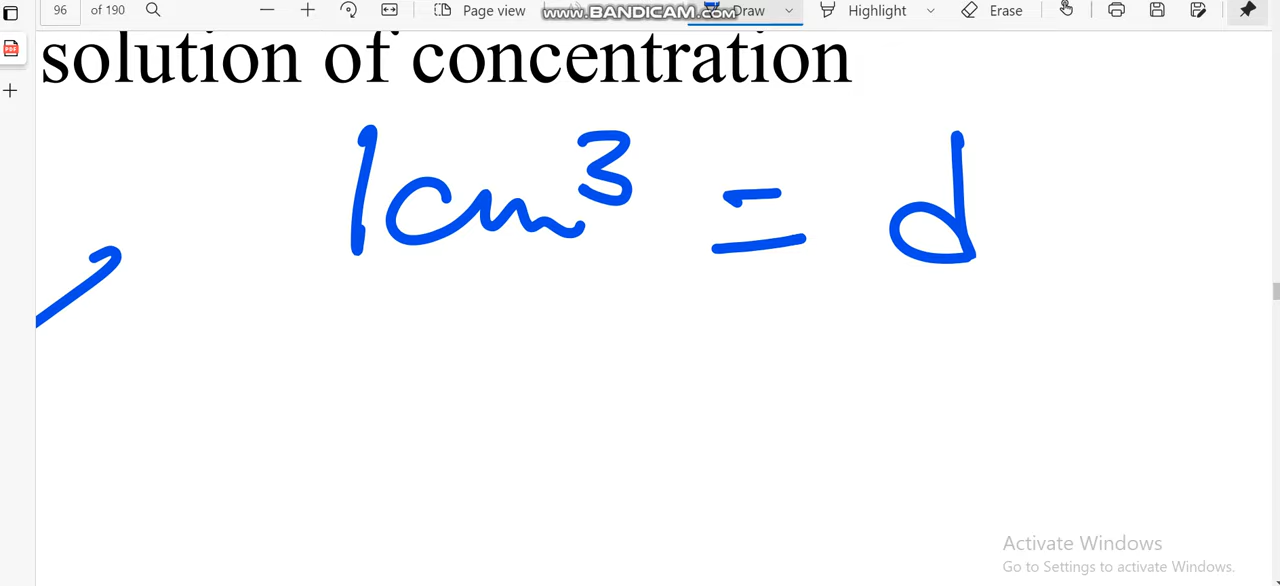 96 of 190 Page view www.BANDICAM.com Draw Highlight Erase
solution of concentration
1cm³ = d
Activate Windows
Go to Settings to activate Windows.